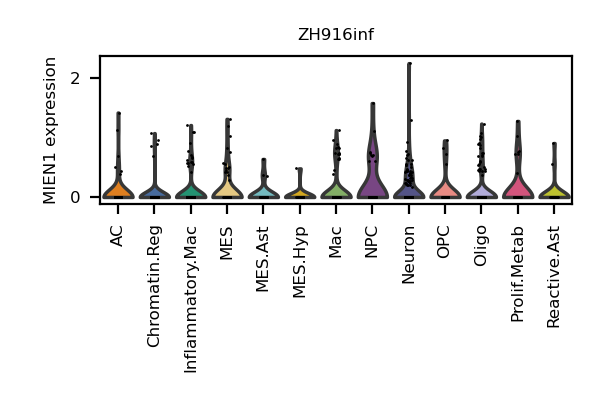 ZH916inf
MIEN1 expression
2
0
AC
Chromatin.Reg
Inflammatory.Mac
MES
MES.Ast
MES.Hyp
Mac
NPC
Neuron
OPC
Oligo
Prolif.Metab
Reactive.Ast